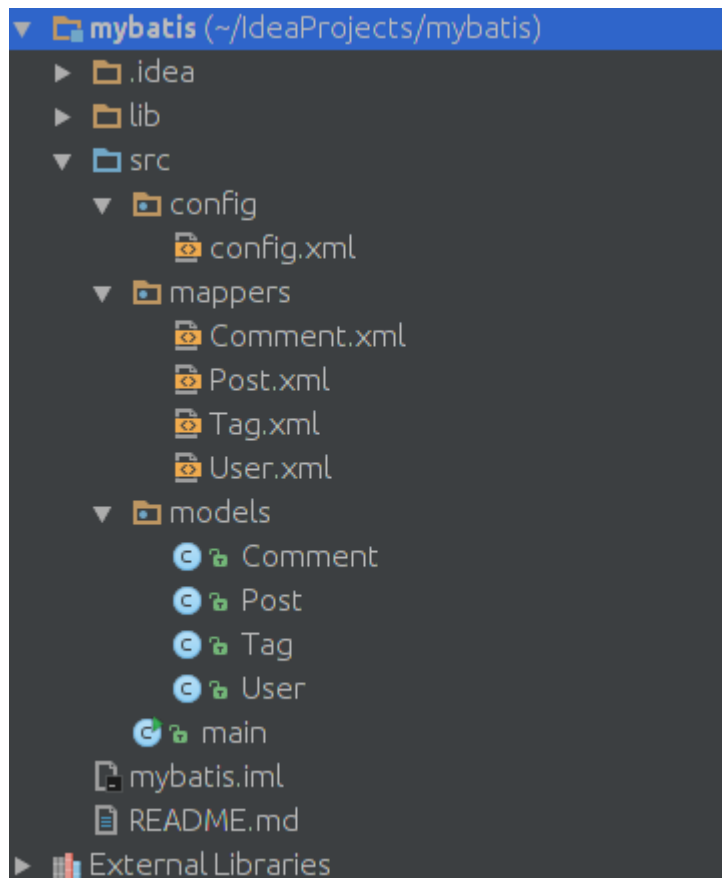 mybatis (~/IdeaProjects/mybatis)
.idea
lib
src
config
config.xml
mappers
Comment.xml
Post.xml
Tag.xml
User.xml
models
Comment
Post
Tag
User
main
mybatis.iml
README.md
External Libraries